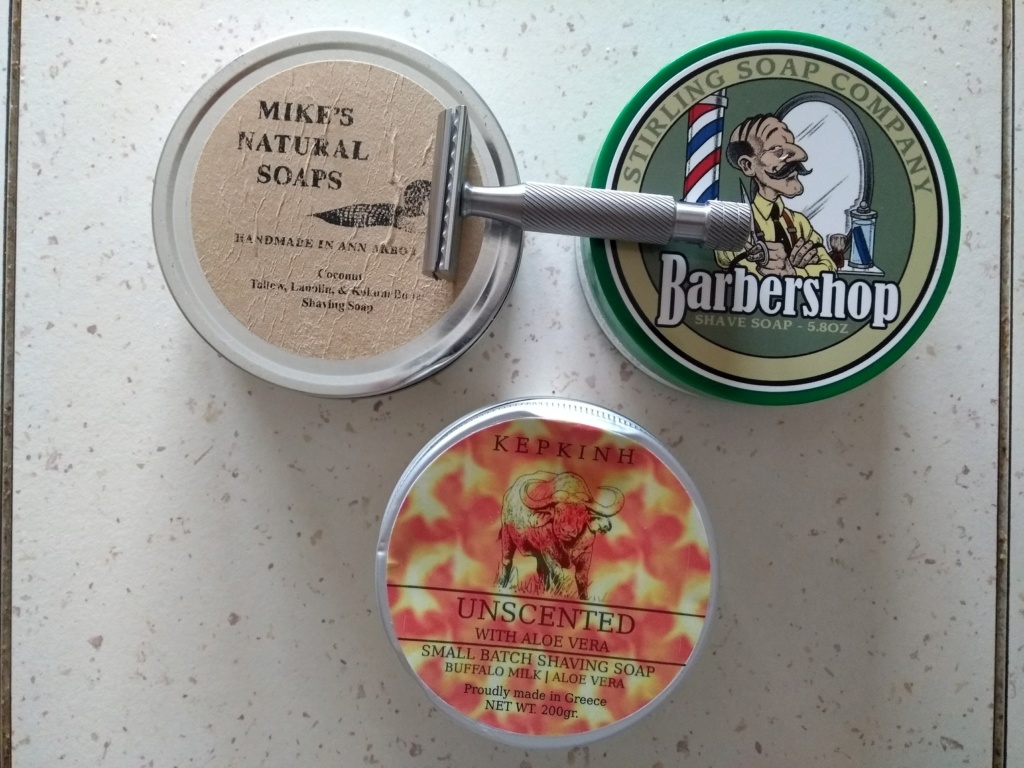 MIKE'S
NATURAL
SOAPS
HANDMADE IN ANN ARBOR
Coconut
Tallow, Lanolin, & Kokum Butter
Shaving Soap
STIRLING SOAP COMPANY
Barbershop
SHAVE SOAP - 5.8OZ
ΚΕΡΚΙΝΗ
UNSCENTED
WITH ALOE VERA
SMALL BATCH SHAVING SOAP
BUFFALO MILK | ALOE VERA
Proudly made in Greece
NET WT. 200gr.